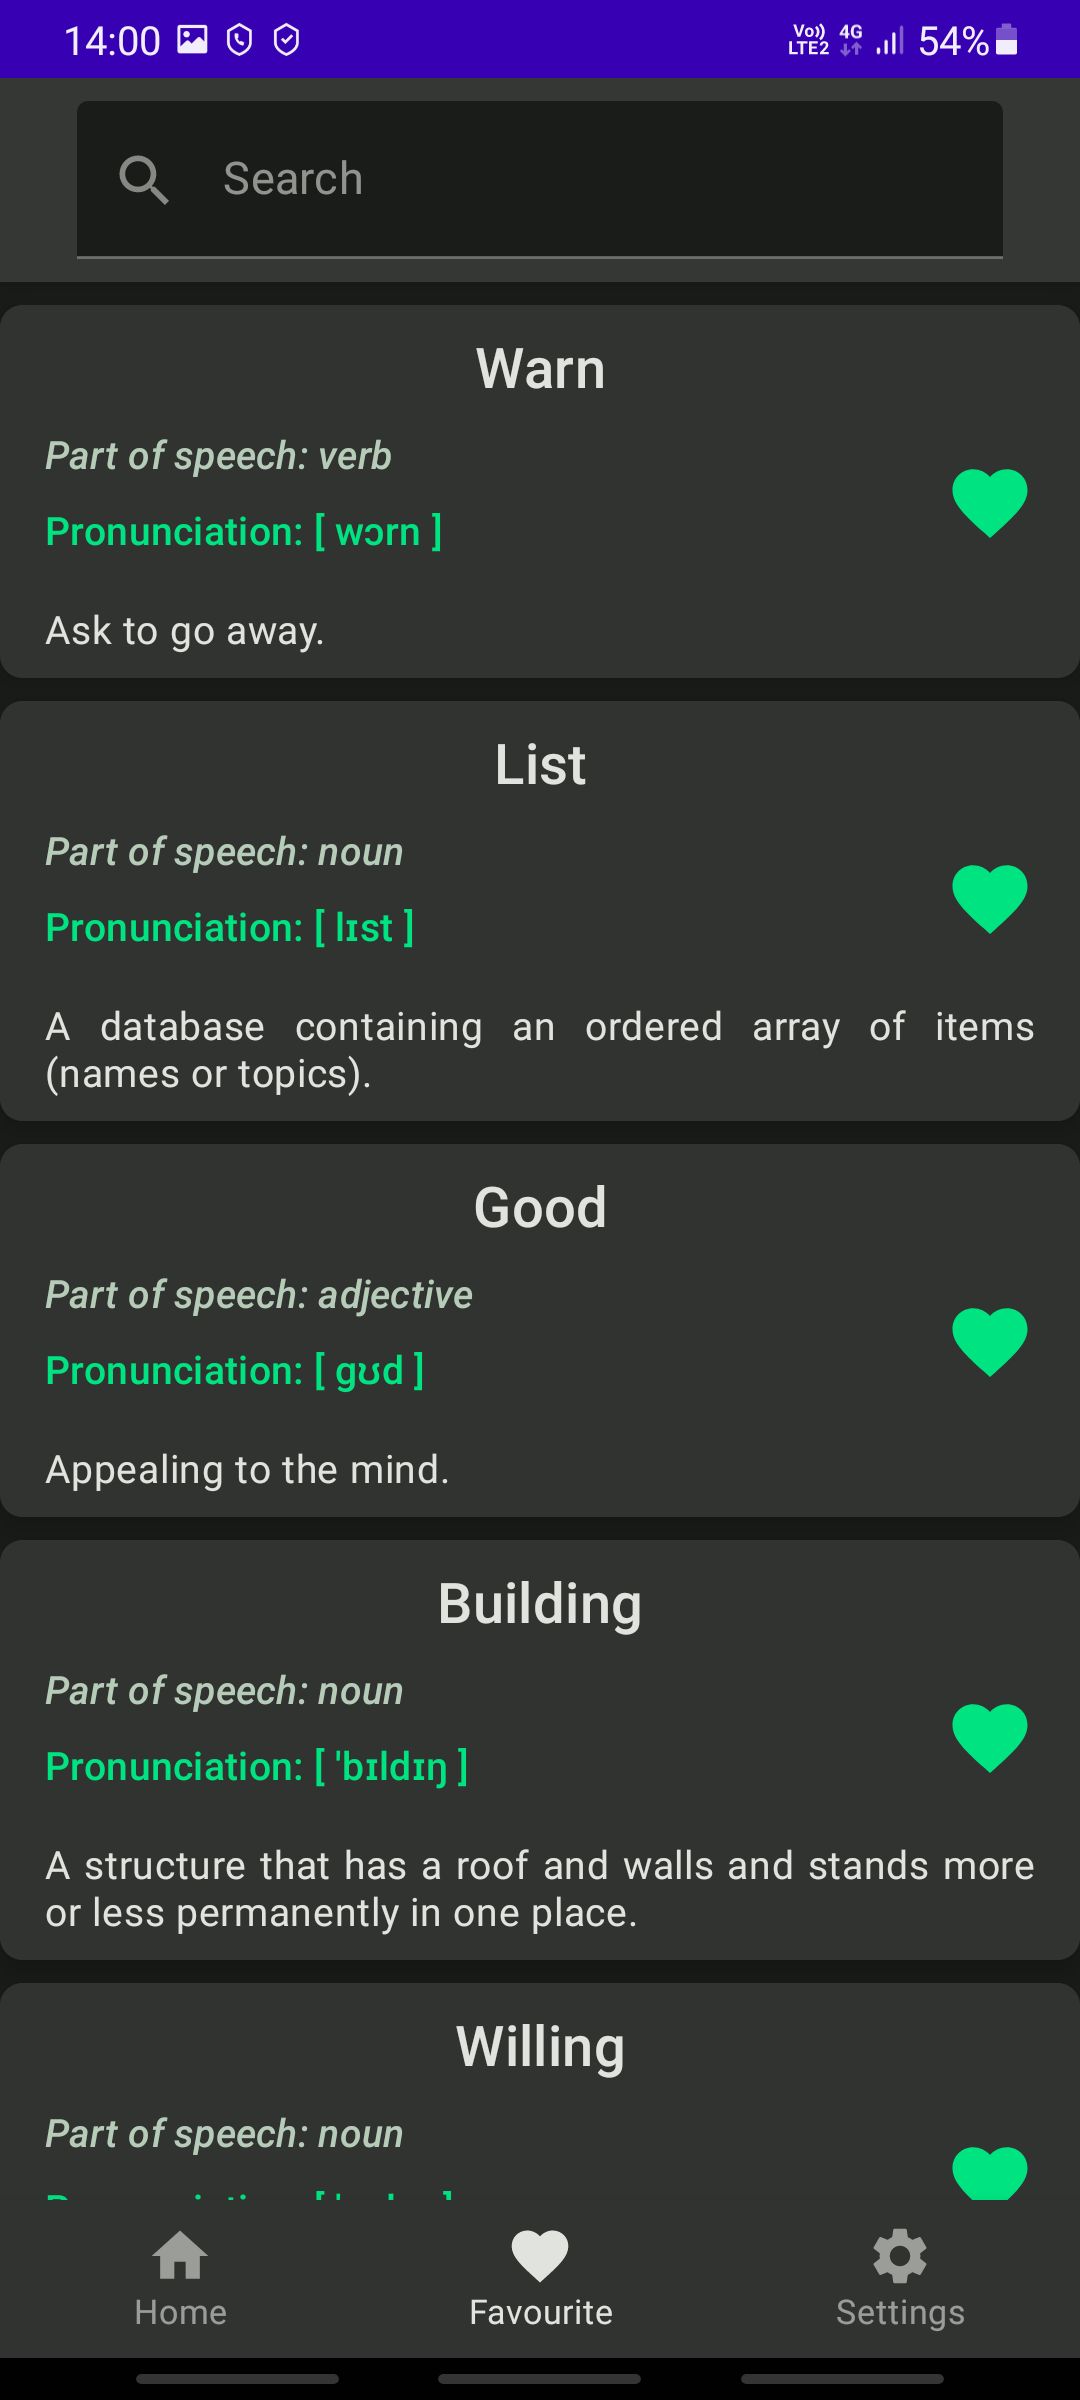 14:00 Vo)) LTE2 4G 54%
Search
Warn
Part of speech: verb
Pronunciation: [ wɔrn ]
Ask to go away.
List
Part of speech: noun
Pronunciation: [ lɪst ]
A database containing an ordered array of items
(names or topics).
Good
Part of speech: adjective
Pronunciation: [ gʊd ]
Appealing to the mind.
Building
Part of speech: noun
Pronunciation: [ 'bɪldɪŋ ]
A structure that has a roof and walls and stands more
or less permanently in one place.
Willing
Part of speech: noun
Home Favourite Settings